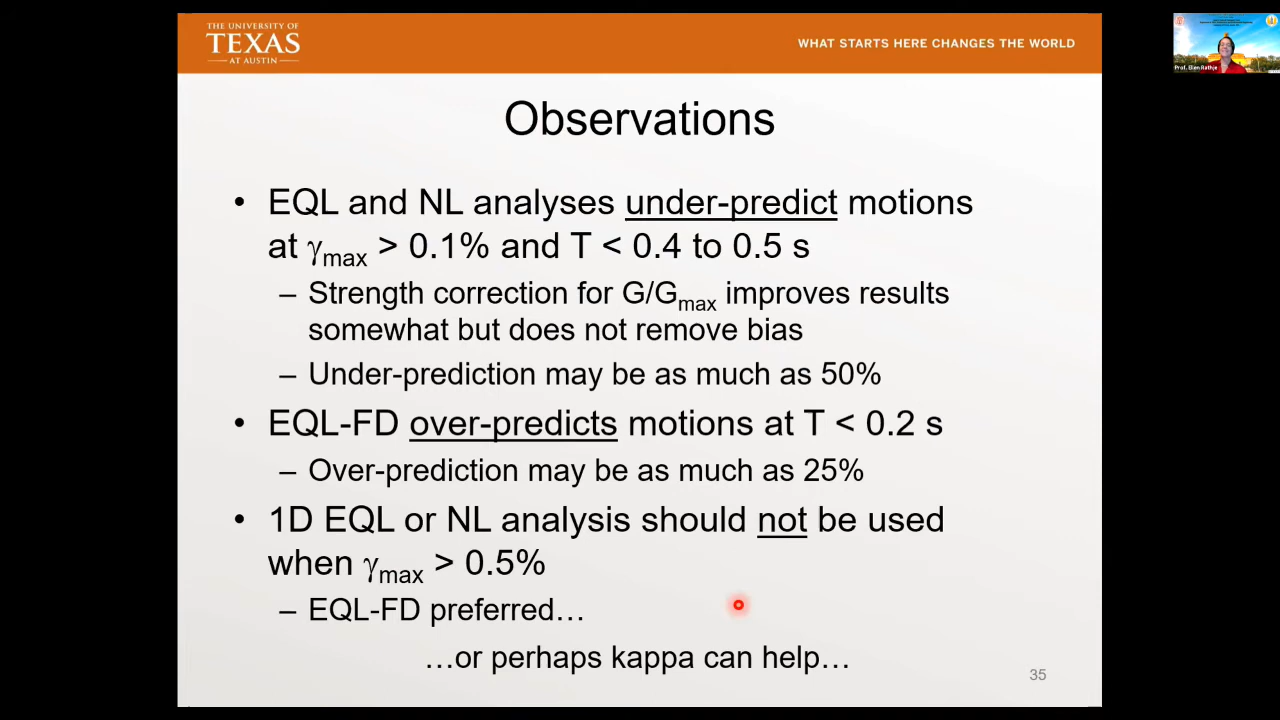 THE UNIVERSITY OF
TEXAS
AT AUSTIN
WHAT STARTS HERE CHANGES THE WORLD
Prof. Ellen Rathje
Observations
• EQL and NL analyses under-predict motions
at γmax > 0.1% and T < 0.4 to 0.5 s
– Strength correction for G/Gmax improves results
somewhat but does not remove bias
– Under-prediction may be as much as 50%
• EQL-FD over-predicts motions at T < 0.2 s
– Over-prediction may be as much as 25%
• 1D EQL or NL analysis should not be used
when γmax > 0.5%
– EQL-FD preferred…
…or perhaps kappa can help…
35